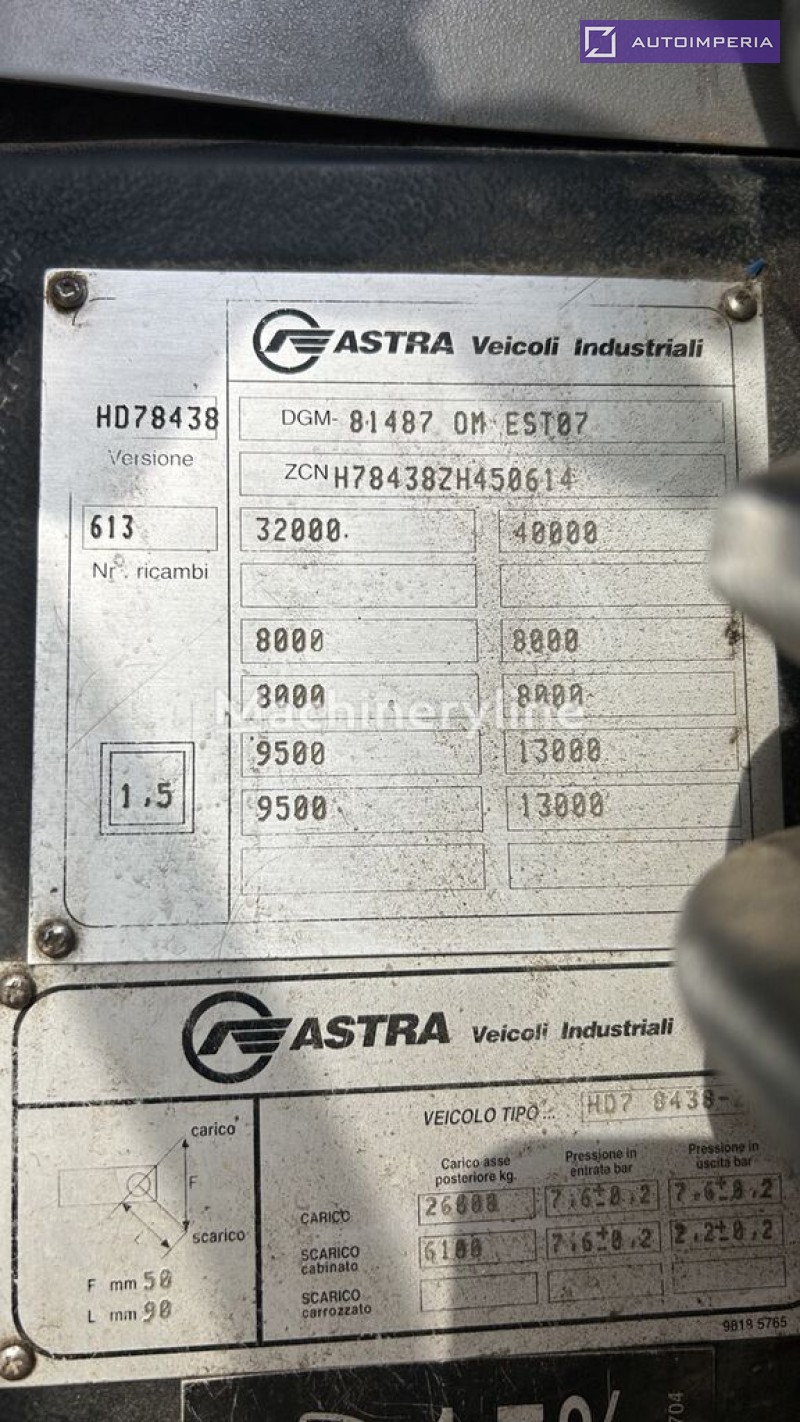 AUTOIMPERIA
ASTRA Veicoli Industriali
HD78438
DGM- 81487 OM EST07
Versione
ZCN H78438ZH450614
613
32000 40000
Nr. ricambi
8000 8000
8000
Machineryline
9500 13000
1,5
9500 13000
ASTRA Veicoli Industriali
VEICOLO TIPO... HD7 8438-
carico
Carico asse posteriore kg.
Pressione in entrata bar
Pressione in uscita bar
F
CARICO 26000 7.6±0,2 7.6±0,2
scarico
L
SCARICO cabinato 6100 7.6±0,2 2.2±0,2
F mm 50
SCARICO carrozzato
L mm 90
9818 5765